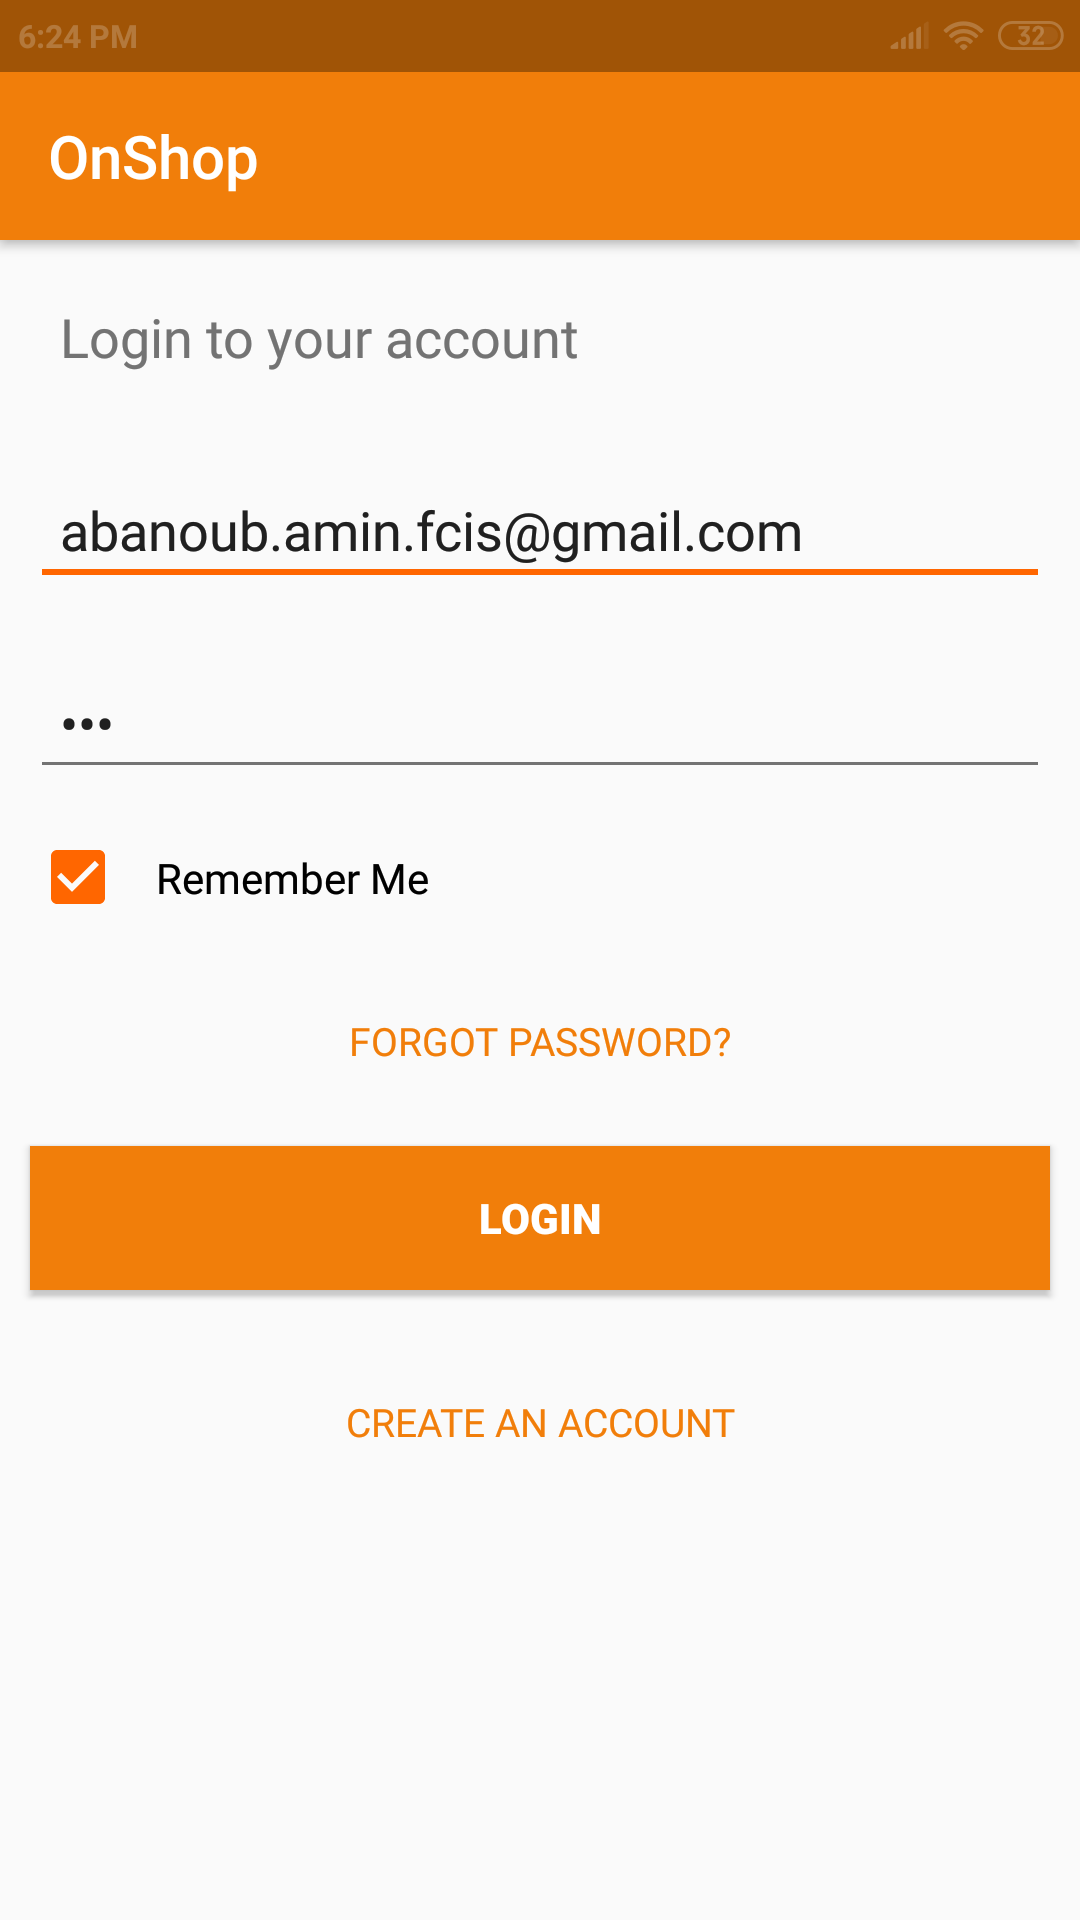 6:24 PM 32
OnShop
Login to your account
abanoub.amin.fcis@gmail.com
•••
Remember Me
FORGOT PASSWORD?
LOGIN
CREATE AN ACCOUNT